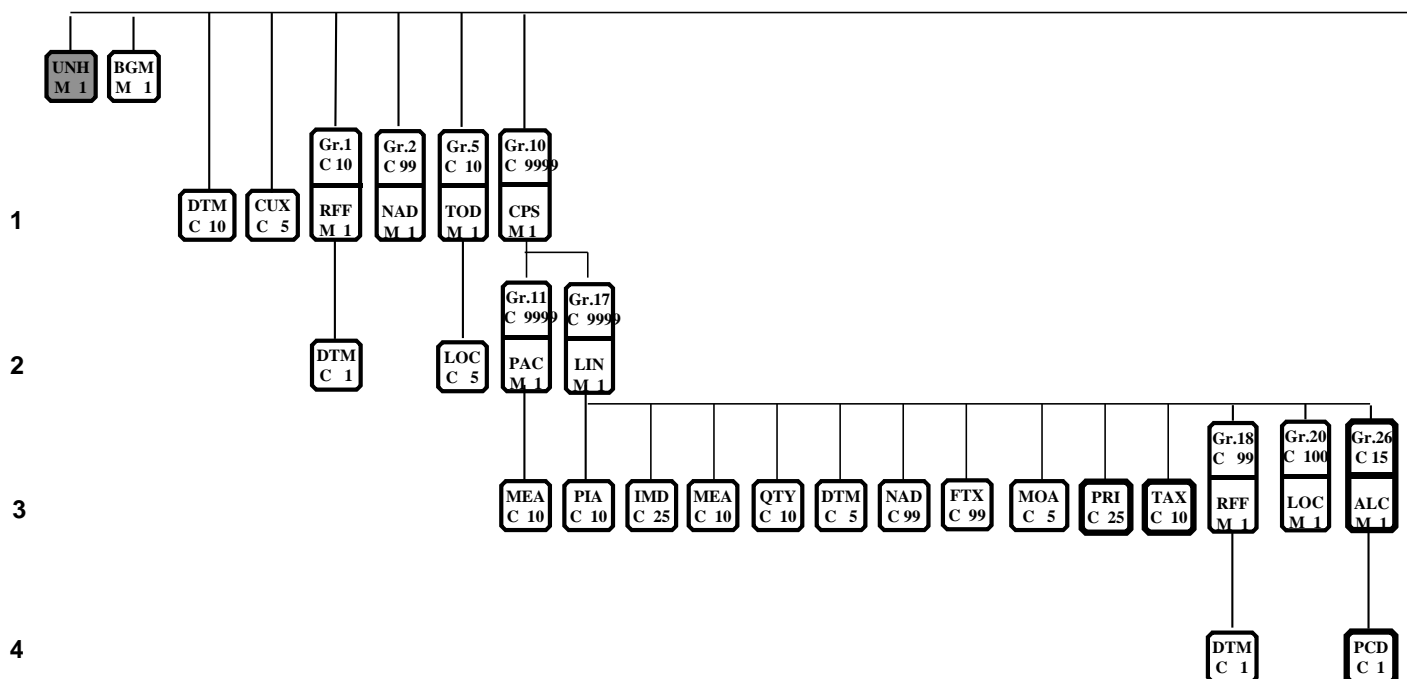 UNH
M 1
BGM
M 1
1
DTM
C 10
CUX
C 5
Gr.1
C 10
RFF
M 1
Gr.2
C 99
NAD
M 1
Gr.5
C 10
TOD
M 1
Gr.10
C 9999
CPS
M 1
2
DTM
C 1
LOC
C 5
Gr.11
C 9999
PAC
M 1
Gr.17
C 9999
LIN
M 1
3
MEA
C 10
PIA
C 10
IMD
C 25
MEA
C 10
QTY
C 10
DTM
C 5
NAD
C 99
FTX
C 99
MOA
C 5
PRI
C 25
TAX
C 10
Gr.18
C 99
RFF
M 1
Gr.20
C 100
LOC
M 1
Gr.26
C 15
ALC
M 1
4
DTM
C 1
PCD
C 1